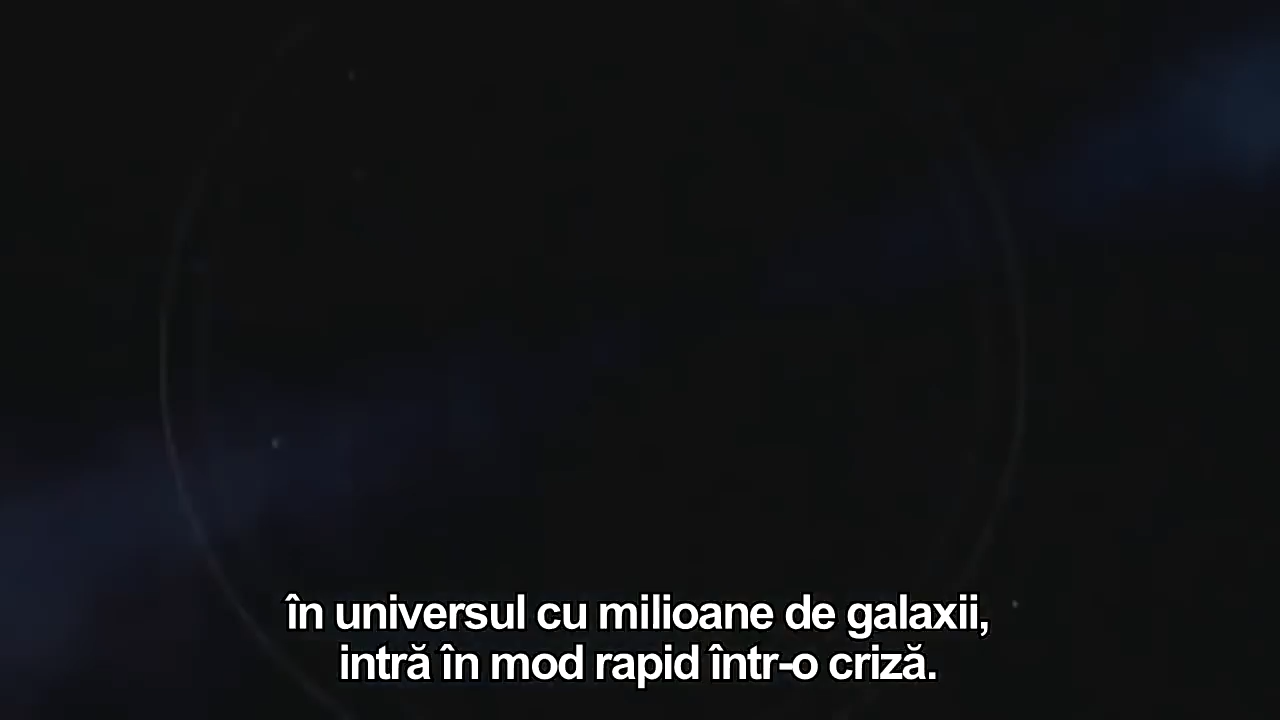 în universul cu milioane de galaxii,
intră în mod rapid într-o criză.